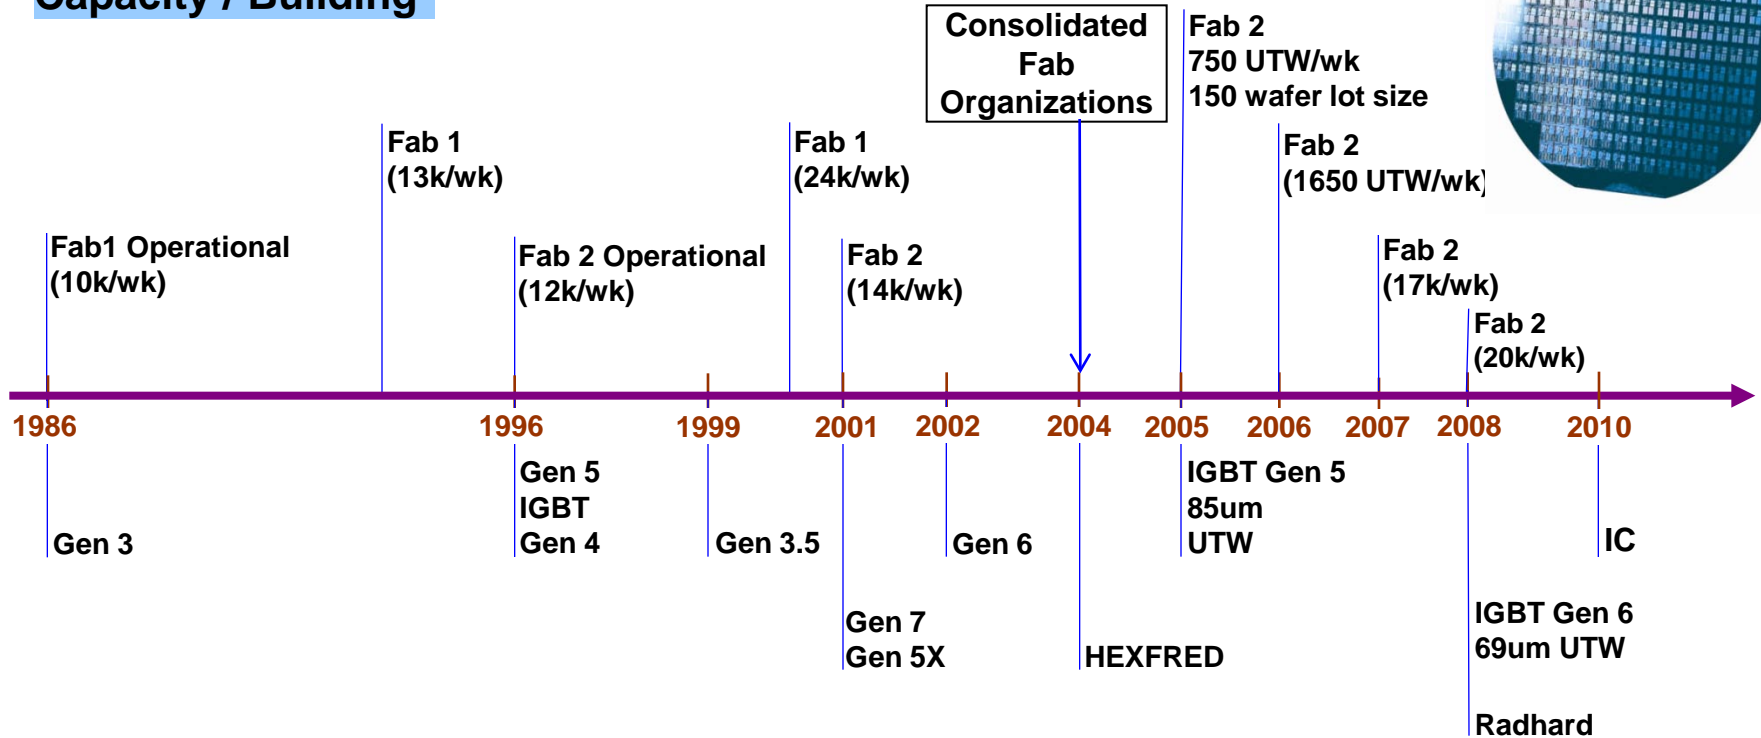 Capacity / Building
Consolidated
Fab
Organizations
Fab 2
750 UTW/wk
150 wafer lot size
Fab 1
(13k/wk)
Fab 1
(24k/wk)
Fab 2
(1650 UTW/wk)
Fab1 Operational
(10k/wk)
Fab 2 Operational
(12k/wk)
Fab 2
(14k/wk)
Fab 2
(17k/wk)
Fab 2
(20k/wk)
1986
1996
1999
2001
2002
2004
2005
2006
2007
2008
2010
Gen 3
Gen 5
IGBT
Gen 4
Gen 3.5
Gen 7
Gen 5X
Gen 6
HEXFRED
IGBT Gen 5
85um
UTW
IGBT Gen 6
69um UTW
Radhard
IC